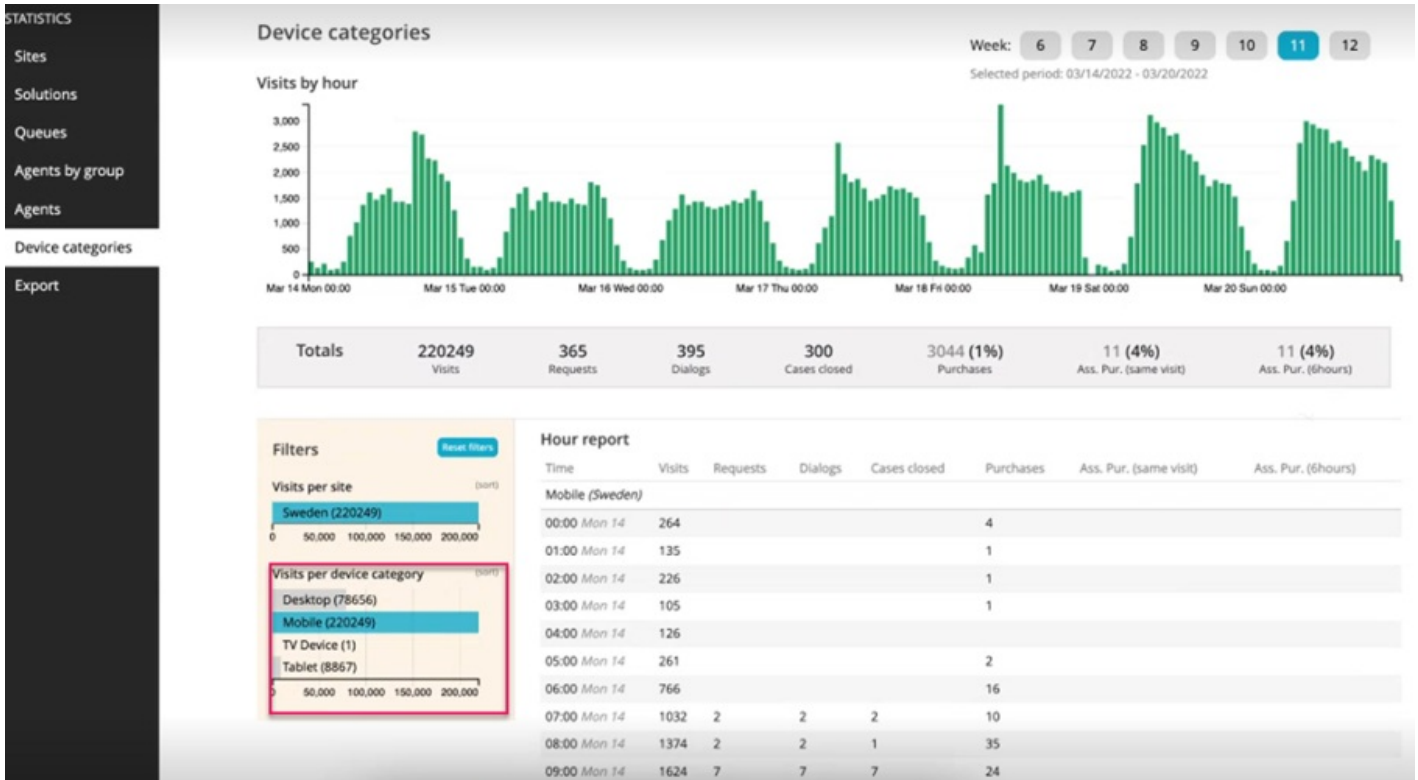 STATISTICS
Sites
Solutions
Queues
Agents by group
Agents
Device categories
Export
Device categories
Week: 6 7 8 9 10 11 12
Selected period: 03/14/2022 - 03/20/2022
Visits by hour
3,000
2,500
2,000
1,500
1,000
500
0
Mar 14 Mon 00:00 Mar 15 Tue 00:00 Mar 16 Wed 00:00 Mar 17 Thu 00:00 Mar 18 Fri 00:00 Mar 19 Sat 00:00 Mar 20 Sun 00:00
Totals 220249 365 395 300 3044 (1%) 11 (4%) 11 (4%)
Visits Requests Dialogs Cases closed Purchases Ass. Pur. (same visit) Ass. Pur. (6hours)
Filters Reset filters
Visits per site (sort)
Sweden (220249)
0 50,000 100,000 150,000 200,000
Visits per device category (sort)
Desktop (78656)
Mobile (220249)
TV Device (1)
Tablet (8867)
0 50,000 100,000 150,000 200,000
Hour report
Time Visits Requests Dialogs Cases closed Purchases Ass. Pur. (same visit) Ass. Pur. (6hours)
Mobile (Sweden)
00:00 Mon 14 264 4
01:00 Mon 14 135 1
02:00 Mon 14 226 1
03:00 Mon 14 105 1
04:00 Mon 14 126
05:00 Mon 14 261 2
06:00 Mon 14 766 16
07:00 Mon 14 1032 2 2 2 10
08:00 Mon 14 1374 2 2 1 35
09:00 Mon 14 1624 7 7 7 24